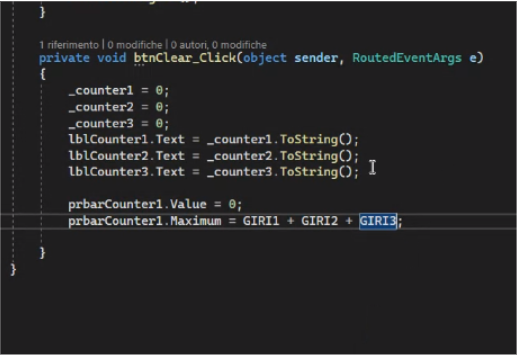 }
1 riferimento | 0 modifiche | 0 autori, 0 modifiche
private void btnClear_Click(object sender, RoutedEventArgs e)
{
_counter1 = 0;
_counter2 = 0;
_counter3 = 0;
lblCounter1.Text = _counter1.ToString();
lblCounter2.Text = _counter2.ToString();
lblCounter3.Text = _counter3.ToString();
prbarCounter1.Value = 0;
prbarCounter1.Maximum = GIRI1 + GIRI2 + GIRI3;
}
}